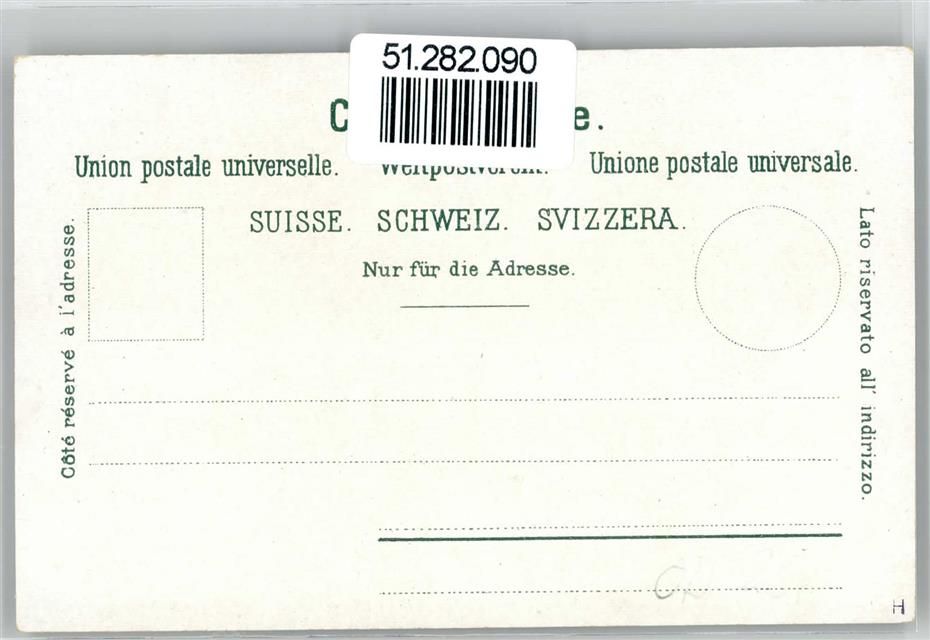 51.282.090
Union postale universelle. Weltpostverein. Unione postale universale.
SUISSE. SCHWEIZ. SVIZZERA.
Nur für die Adresse.
Côté réservé à l'adresse.
Lato riservato all' indirizzo.
H